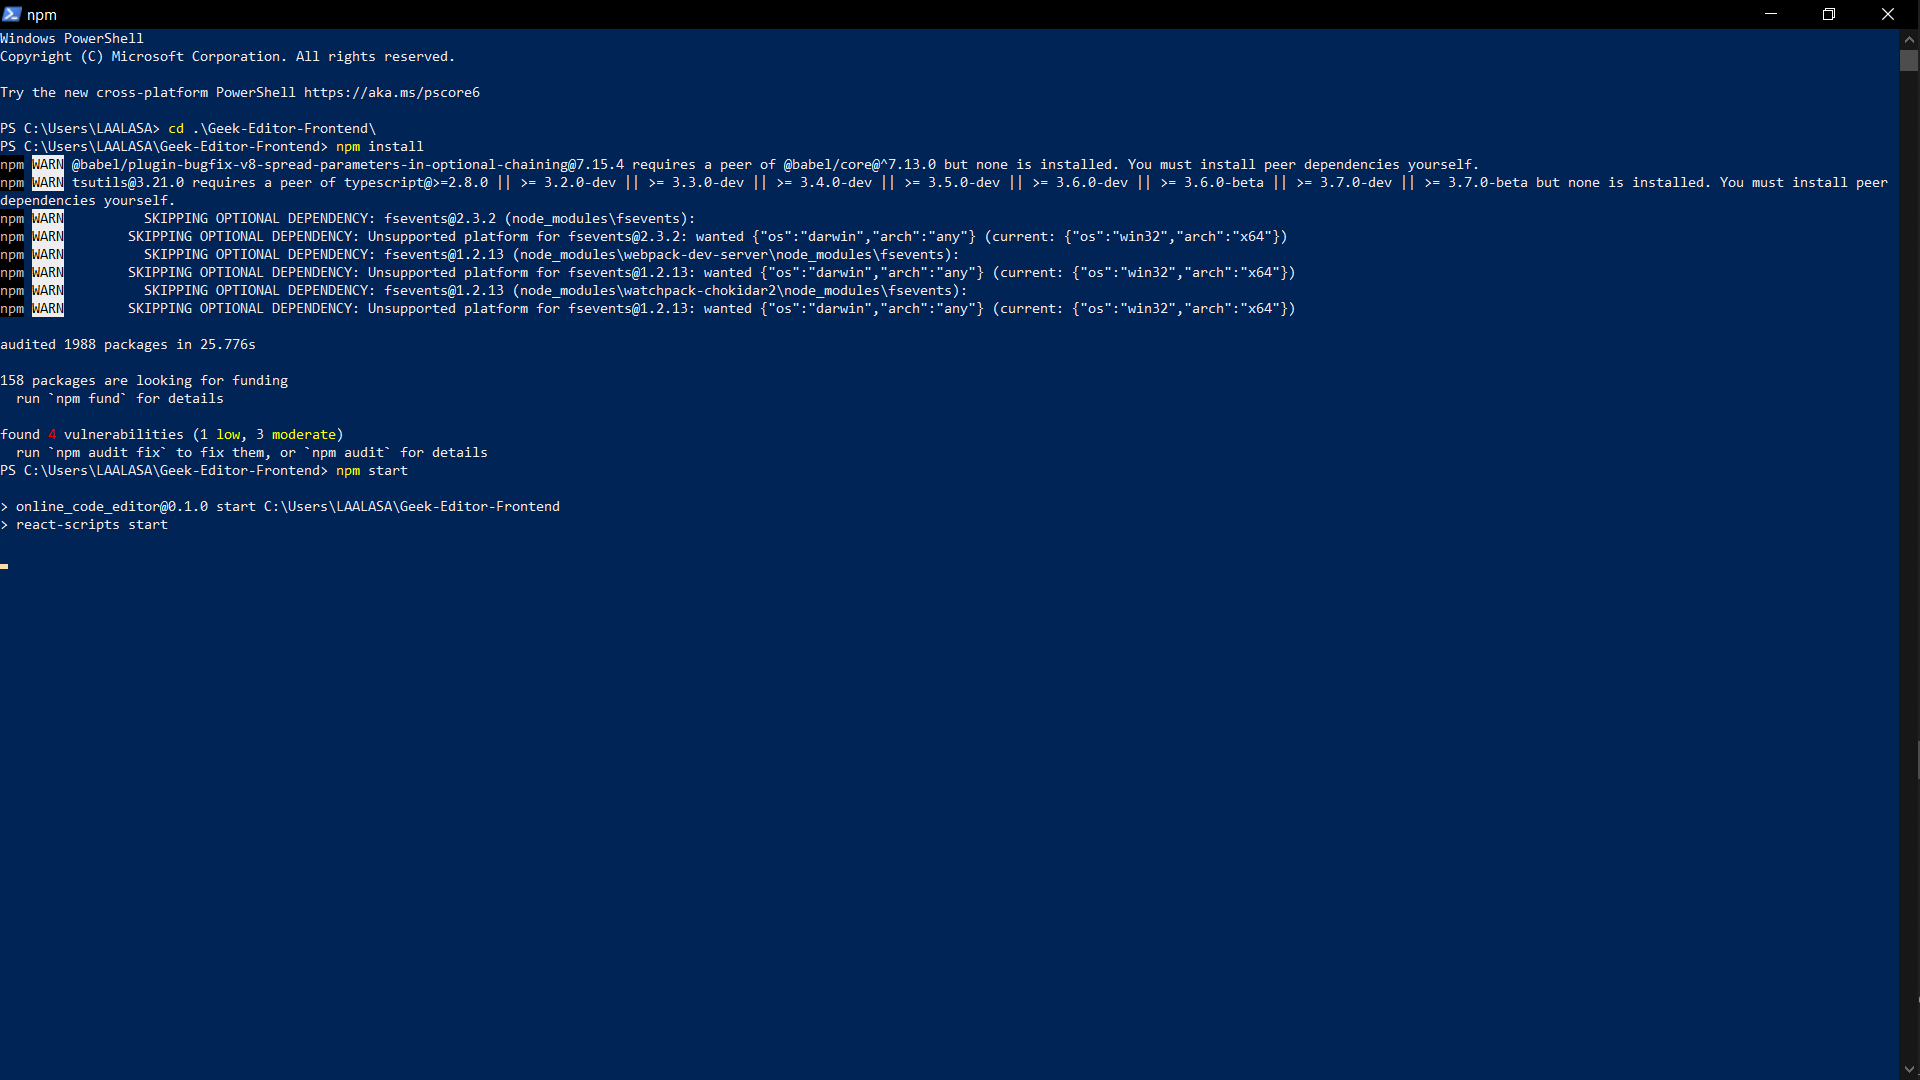 npm
Windows PowerShell
Copyright (C) Microsoft Corporation. All rights reserved.
Try the new cross-platform PowerShell https://aka.ms/pscore6
PS C:\Users\LAALASA> cd .\Geek-Editor-Frontend\
PS C:\Users\LAALASA\Geek-Editor-Frontend> npm install
npm WARN @babel/plugin-bugfix-v8-spread-parameters-in-optional-chaining@7.15.4 requires a peer of @babel/core@^7.13.0 but none is installed. You must install peer dependencies yourself.
npm WARN tsutils@3.21.0 requires a peer of typescript@>=2.8.0 || >= 3.2.0-dev || >= 3.3.0-dev || >= 3.4.0-dev || >= 3.5.0-dev || >= 3.6.0-dev || >= 3.6.0-beta || >= 3.7.0-dev || >= 3.7.0-beta but none is installed. You must install peer
dependencies yourself.
npm WARN SKIPPING OPTIONAL DEPENDENCY: fsevents@2.3.2 (node_modules\fsevents):
npm WARN SKIPPING OPTIONAL DEPENDENCY: Unsupported platform for fsevents@2.3.2: wanted {"os":"darwin","arch":"any"} (current: {"os":"win32","arch":"x64"})
npm WARN SKIPPING OPTIONAL DEPENDENCY: fsevents@1.2.13 (node_modules\webpack-dev-server\node_modules\fsevents):
npm WARN SKIPPING OPTIONAL DEPENDENCY: Unsupported platform for fsevents@1.2.13: wanted {"os":"darwin","arch":"any"} (current: {"os":"win32","arch":"x64"})
npm WARN SKIPPING OPTIONAL DEPENDENCY: fsevents@1.2.13 (node_modules\watchpack-chokidar2\node_modules\fsevents):
npm WARN SKIPPING OPTIONAL DEPENDENCY: Unsupported platform for fsevents@1.2.13: wanted {"os":"darwin","arch":"any"} (current: {"os":"win32","arch":"x64"})
audited 1988 packages in 25.776s
158 packages are looking for funding
run `npm fund` for details
found 4 vulnerabilities (1 low, 3 moderate)
run `npm audit fix` to fix them, or `npm audit` for details
PS C:\Users\LAALASA\Geek-Editor-Frontend> npm start
> online_code_editor@0.1.0 start C:\Users\LAALASA\Geek-Editor-Frontend
> react-scripts start